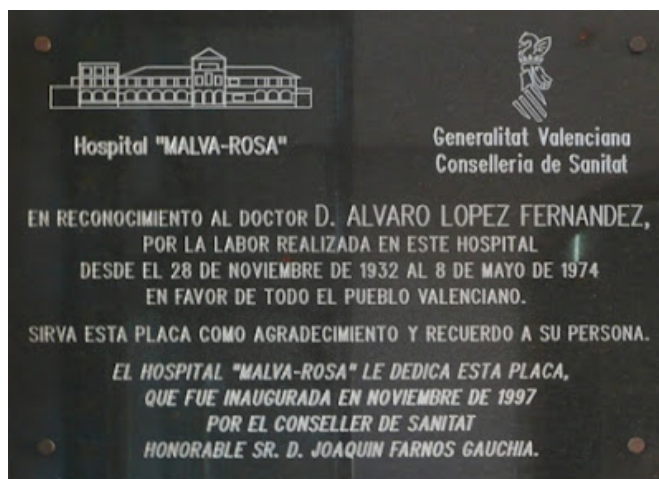 Hospital "MALVA-ROSA"
Generalitat Valenciana
Conselleria de Sanitat
EN RECONOCIMIENTO AL DOCTOR D. ALVARO LOPEZ FERNANDEZ,
POR LA LABOR REALIZADA EN ESTE HOSPITAL
DESDE EL 28 DE NOVIEMBRE DE 1932 AL 8 DE MAYO DE 1974
EN FAVOR DE TODO EL PUEBLO VALENCIANO.
SIRVA ESTA PLACA COMO AGRADECIMIENTO Y RECUERDO A SU PERSONA.
EL HOSPITAL "MALVA-ROSA" LE DEDICA ESTA PLACA,
QUE FUE INAUGURADA EN NOVIEMBRE DE 1997
POR EL CONSELLER DE SANITAT
HONORABLE SR. D. JOAQUIN FARNOS GAUCHIA.